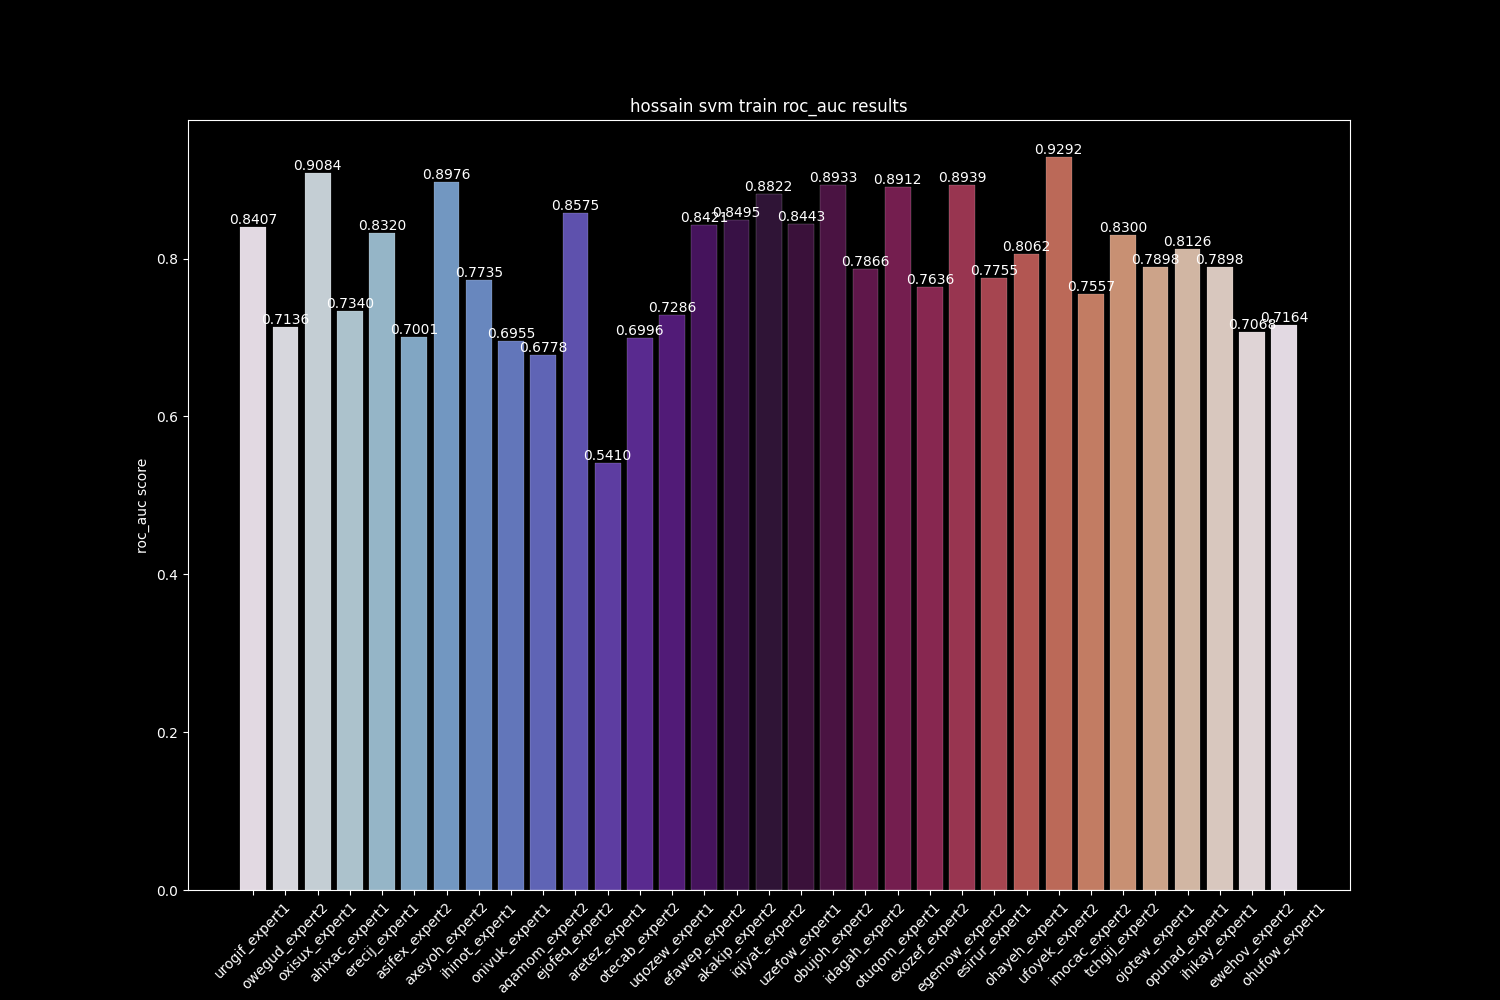 hossain svm train roc_auc results
0.8407
0.7136
0.9084
0.7340
0.8320
0.7001
0.8976
0.7735
0.6955
0.6778
0.8575
0.5410
0.6996
0.7286
0.8421
0.8495
0.8822
0.8443
0.8933
0.7866
0.8912
0.7636
0.8939
0.7755
0.8062
0.9292
0.7557
0.8300
0.7898
0.8126
0.7898
0.7068
0.7164
0.8
0.6
0.4
0.2
0.0
roc_auc score
urogif_expert1
owegud_expert2
oxisux_expert1
ahixac_expert1
erecij_expert1
asifex_expert2
axeyoh_expert2
ihinot_expert1
onivuk_expert1
aqamom_expert2
ejofeq_expert2
aretez_expert1
otecab_expert2
uqozew_expert1
efawep_expert2
akakip_expert2
iqjyat_expert2
uzefow_expert1
obujoh_expert2
idagah_expert2
otuqom_expert1
exozef_expert2
egemow_expert2
esirur_expert1
ohayeh_expert1
ufoyek_expert2
imocac_expert2
tchgjj_expert2
ojotew_expert1
opunad_expert1
ihikay_expert1
ewehov_expert2
ohufow_expert1